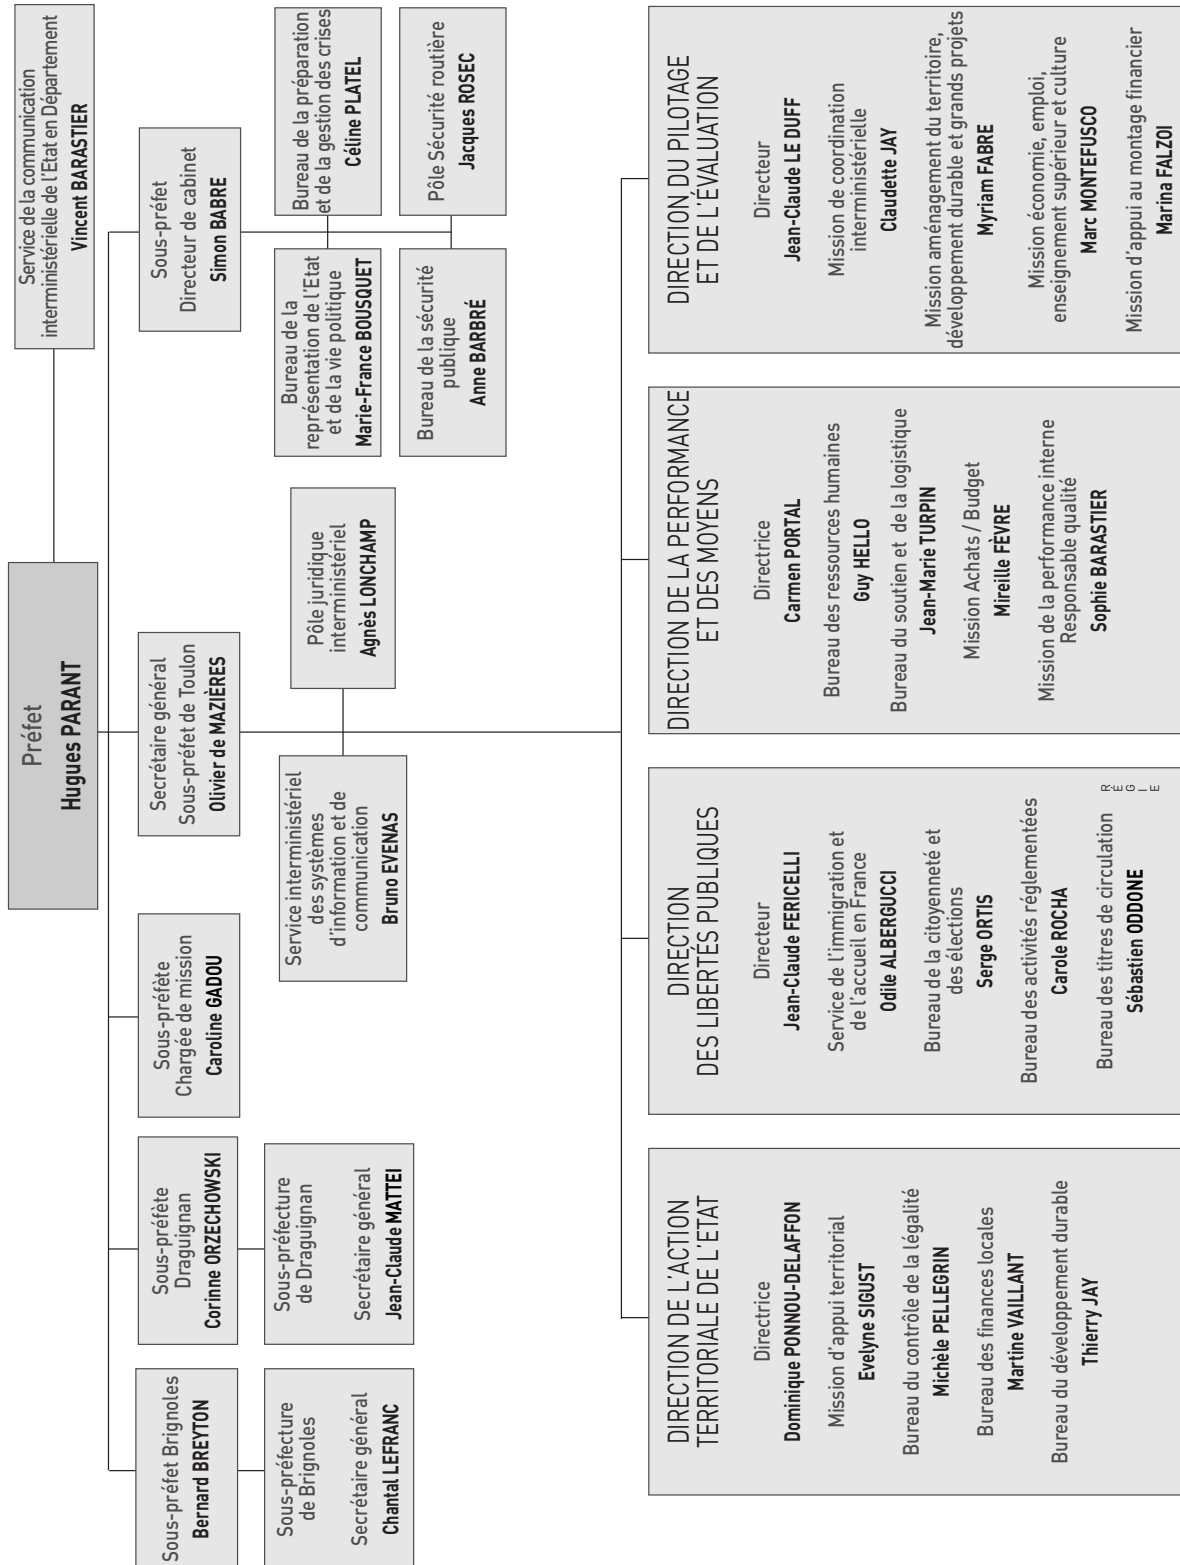 Préfet
Hugues PARANT
Service de la communication
interministérielle de l'Etat en Département
Vincent BARASTIER
Sous-préfet Brignoles
Bernard BREYTON
Sous-préfecture
de Brignoles
Secrétaire général
Chantal LEFRANC
Sous-préfète
Draguignan
Corinne ORZECHOWSKI
Sous-préfecture
de Draguignan
Secrétaire général
Jean-Claude MATTEI
Sous-préfète
Chargée de mission
Caroline GADOU
Secrétaire général
Sous-préfet de Toulon
Olivier de MAZIÈRES
Service interministériel
des systèmes
d'information et de
communication
Bruno EVENAS
Pôle juridique
interministériel
Agnès LONCHAMP
Sous-préfet
Directeur de cabinet
Simon BABRE
Bureau de la
représentation de l'Etat
et de la vie politique
Marie-France BOUSQUET
Bureau de la préparation
et de la gestion des crises
Céline PLATEL
Bureau de la sécurité
publique
Anne BARBRÉ
Pôle Sécurité routière
Jacques ROSEC
DIRECTION DE L'ACTION
TERRITORIALE DE L'ETAT
Directrice
Dominique PONNOU-DELAFFON
Mission d'appui territorial
Evelyne SIGUST
Bureau du contrôle de la légalité
Michèle PELLEGRIN
Bureau des finances locales
Martine VAILLANT
Bureau du développement durable
Thierry JAY
DIRECTION
DES LIBERTÉS PUBLIQUES
Directeur
Jean-Claude FERICELLI
Service de l'immigration et
de l'accueil en France
Odile ALBERGUCCI
Bureau de la citoyenneté et
des élections
Serge ORTIS
Bureau des activités réglementées
Carole ROCHA
Bureau des titres de circulation
Sébastien ODDONE
R
É
G
I
E
DIRECTION DE LA PERFORMANCE
ET DES MOYENS
Directrice
Carmen PORTAL
Bureau des ressources humaines
Guy HELLO
Bureau du soutien et de la logistique
Jean-Marie TURPIN
Mission Achats / Budget
Mireille FÈVRE
Mission de la performance interne
Responsable qualité
Sophie BARASTIER
DIRECTION DU PILOTAGE
ET DE L'ÉVALUATION
Directeur
Jean-Claude LE DUFF
Mission de coordination
interministérielle
Claudette JAY
Mission aménagement du territoire,
développement durable et grands projets
Myriam FABRE
Mission économie, emploi,
enseignement supérieur et culture
Marc MONTEFUSCO
Mission d'appui au montage financier
Marina FALZOI